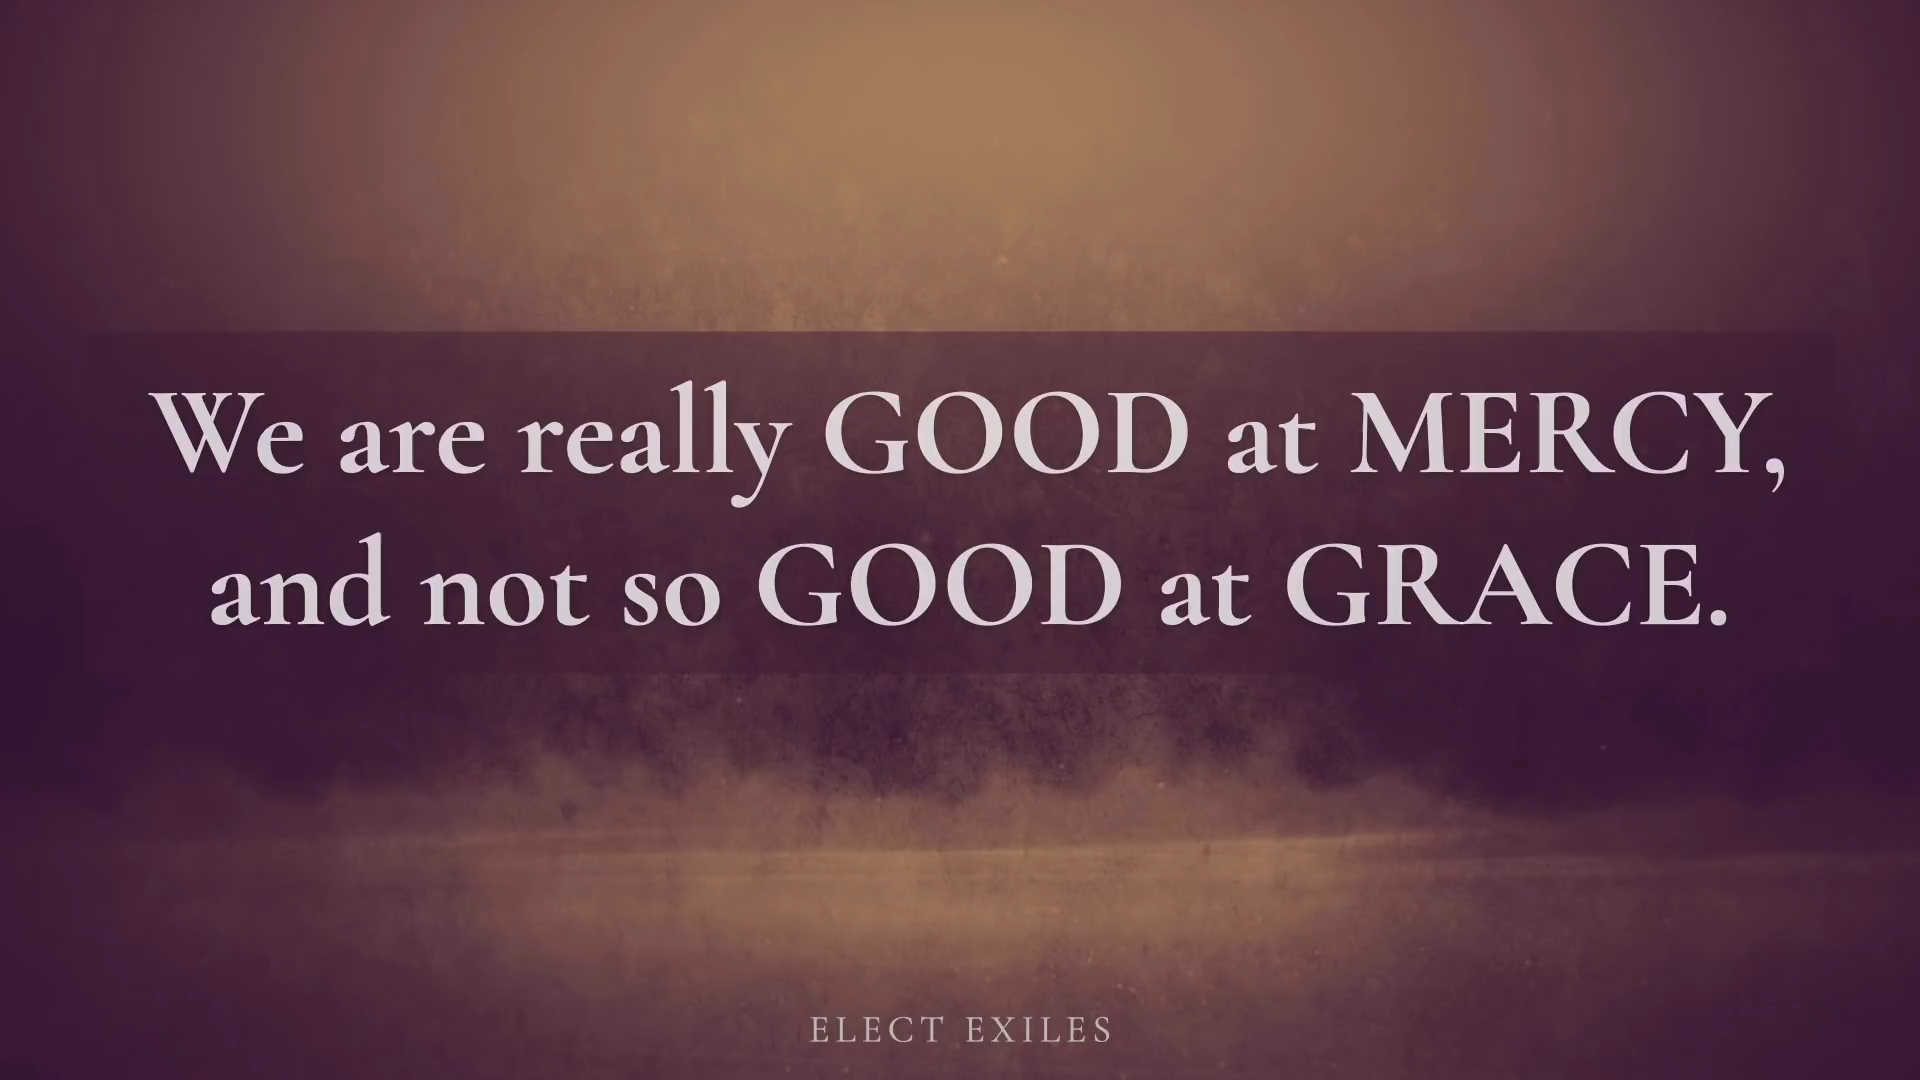 We are really GOOD at MERCY,
and not so GOOD at GRACE.
ELECT EXILES